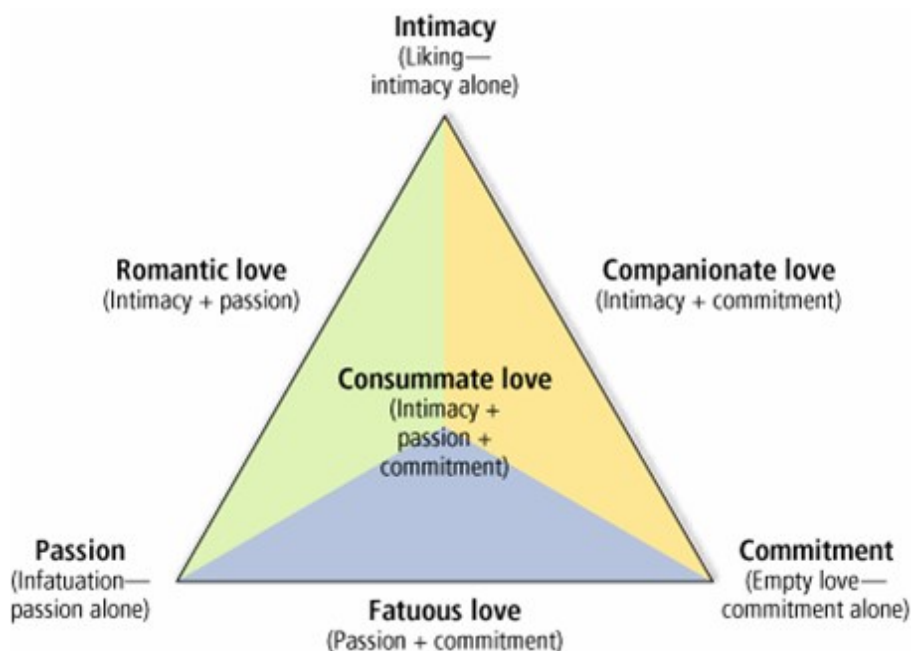 Intimacy
(Liking—
intimacy alone)
Romantic love
(Intimacy + passion)
Companionate love
(Intimacy + commitment)
Consummate love
(Intimacy +
passion +
commitment)
Passion
(Infatuation—
passion alone)
Commitment
(Empty love—
commitment alone)
Fatuous love
(Passion + commitment)